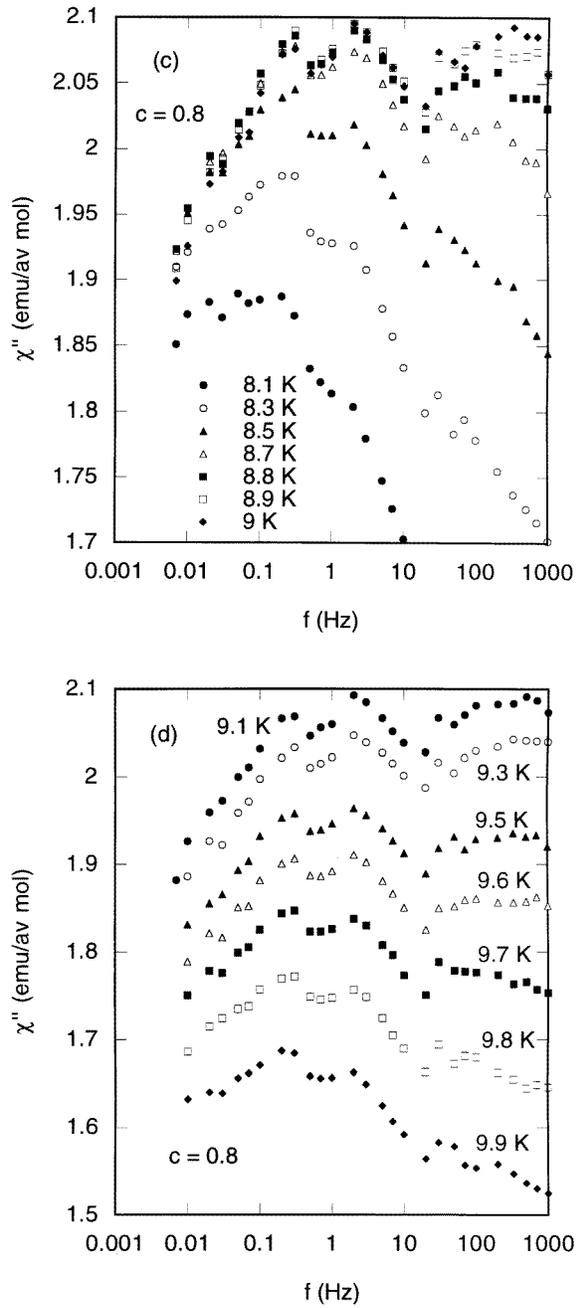 (c)
c = 0.8
χ" (emu/av mol)
2.1
2.05
2
1.95
1.9
1.85
1.8
1.75
1.7
8.1 K
8.3 K
8.5 K
8.7 K
8.8 K
8.9 K
9 K
0.001 0.01 0.1 1 10 100 1000
f (Hz)
(d)
9.1 K
9.3 K
9.5 K
9.6 K
9.7 K
9.8 K
9.9 K
c = 0.8
χ" (emu/av mol)
2.1
2
1.9
1.8
1.7
1.6
1.5
0.001 0.01 0.1 1 10 100 1000
f (Hz)